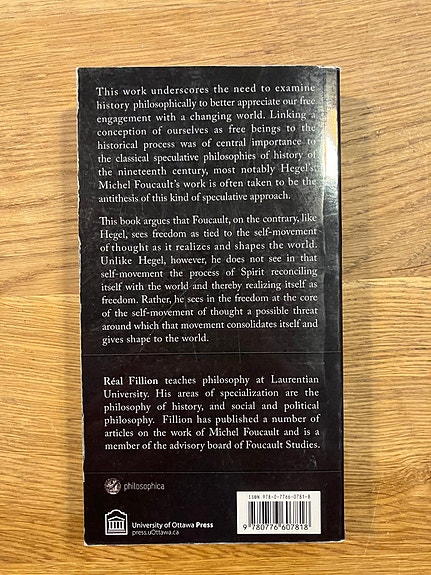 This work underscores the need to examine
history philosophically to better appreciate our free
engagement with a changing world. Linking a
conception of ourselves as free beings to the
historical process was of central importance to
the classical speculative philosophies of history of
the nineteenth century, most notably Hegel's.
Michel Foucault's work is often taken to be the
antithesis of this kind of speculative approach.
This book argues that Foucault, on the contrary, like
Hegel, sees freedom as tied to the self-movement
of thought as it realizes and shapes the world.
Unlike Hegel, however, he does not see in that
self-movement the process of Spirit reconciling
itself with the world and thereby realizing itself as
freedom. Rather, he sees in the freedom at the core
of the self-movement of thought a possible threat
around which that movement consolidates itself and
gives shape to the world.
Réal Fillion teaches philosophy at Laurentian
University. His areas of specialization are the
philosophy of history, and social and political
philosophy. Fillion has published a number of
articles on the work of Michel Foucault and is a
member of the advisory board of Foucault Studies.
philosophica
University of Ottawa Press
press.uOttawa.ca
ISBN 978-0-7766-0781-8
9 780776 607818